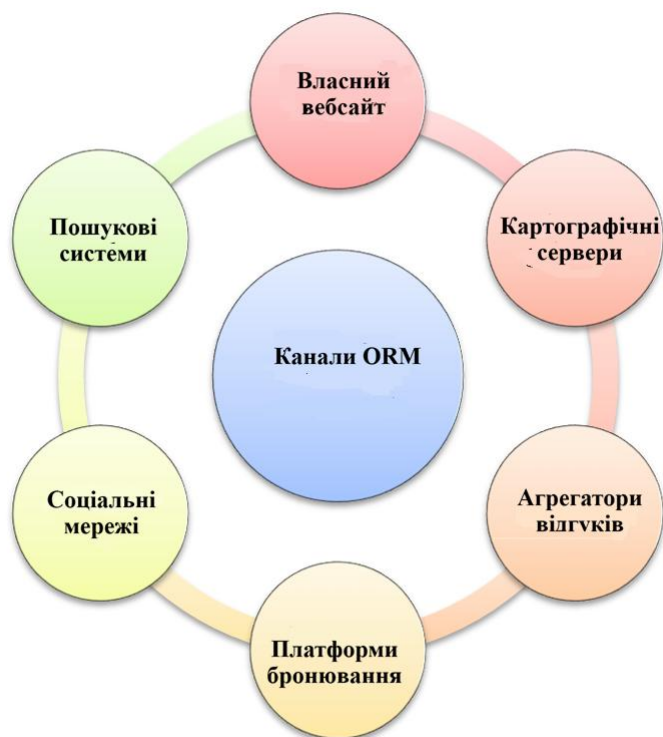 Власний
вебсайт
Картографічні
сервери
Агрегатори
відгуків
Платформи
бронювання
Соціальні
мережі
Пошукові
системи
Канали ORM